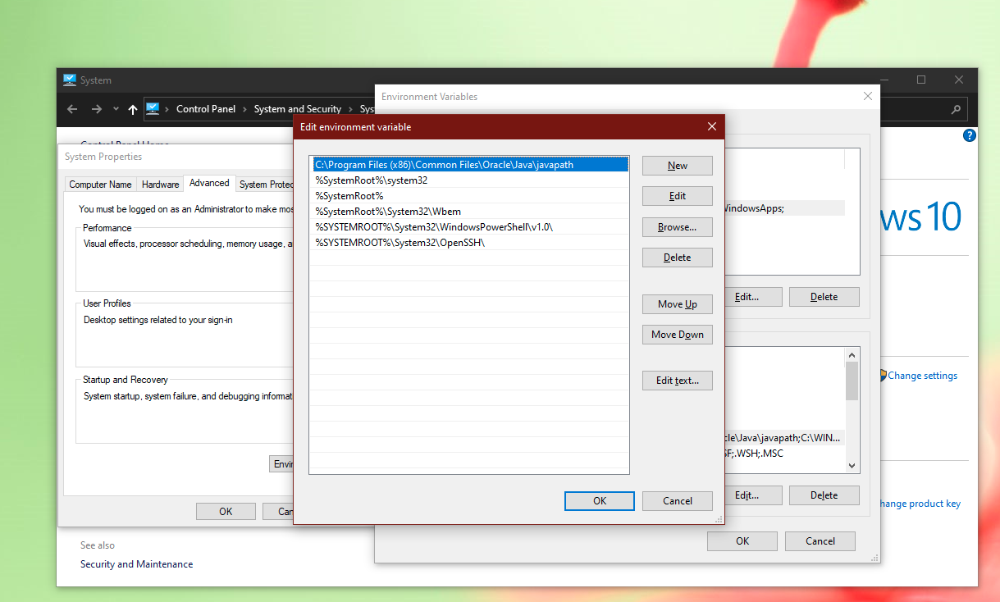 System
Control Panel > System and Security > Sys
Environment Variables
Edit environment variable
Control Panel Home
System Properties
Computer Name Hardware Advanced System Protec
You must be logged on as an Administrator to make mos
Performance
Visual effects, processor scheduling, memory usage, a
User Profiles
Desktop settings related to your sign-in
Startup and Recovery
System startup, system failure, and debugging informat
Envir
OK
Can
See also
Security and Maintenance
C:\Program Files (x86)\Common Files\Oracle\Java\javapath
%SystemRoot%\system32
%SystemRoot%
%SystemRoot%\System32\Wbem
%SYSTEMROOT%\System32\WindowsPowerShell\v1.0\
%SYSTEMROOT%\System32\OpenSSH\
New
Edit
Browse...
Delete
Move Up
Move Down
Edit text...
OK
Cancel
WindowsApps;
Edit...
Delete
cle\Java\javapath;C:\WIN...
SF;.WSH;.MSC
Edit...
Delete
OK
Cancel
?
ws 10
Change settings
hange product key